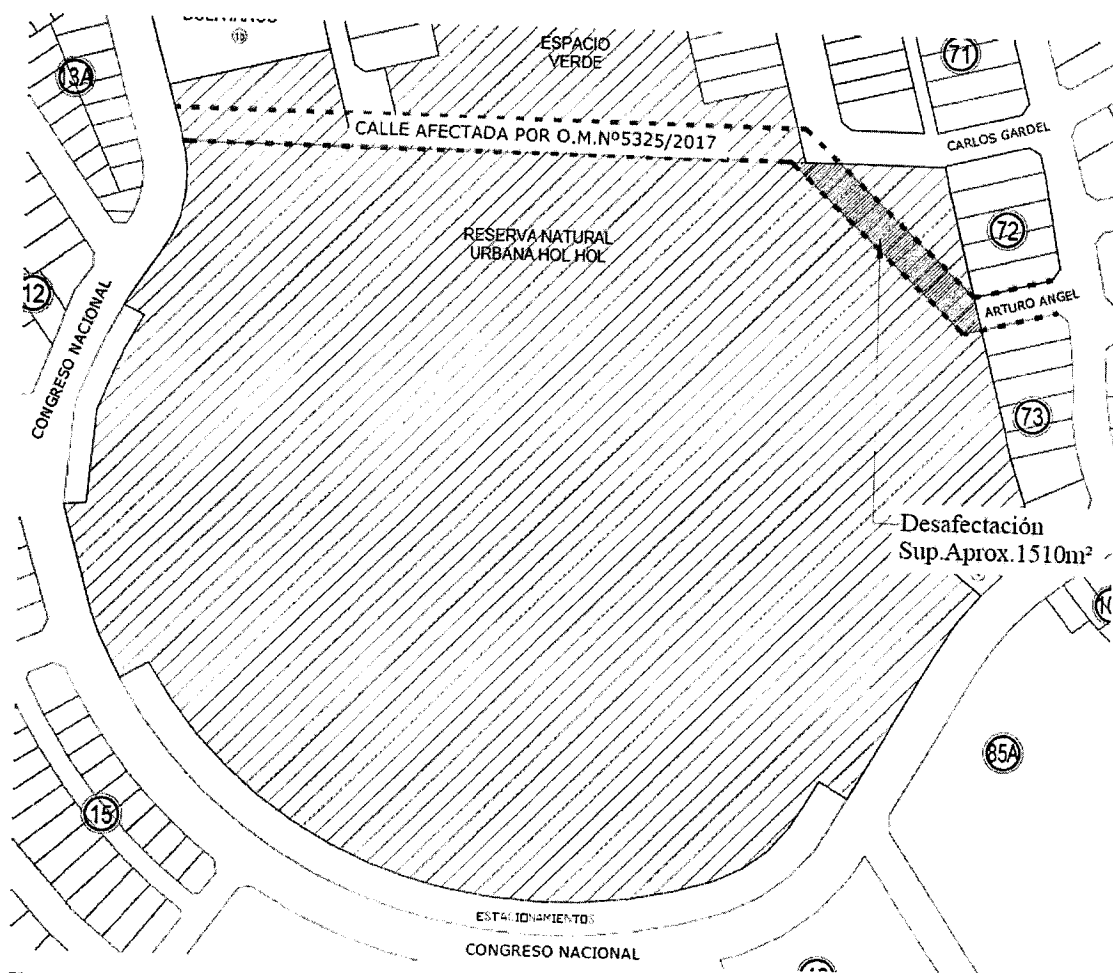 13A
ESPACIO
VERDE
71
CALLE AFECTADA POR O.M.Nº5325/2017
CARLOS GARDEL
RESERVA NATURAL
URBANA HOL HOL
72
12
CONGRESO NACIONAL
ARTURO ANGEL
73
Desafectación
Sup.Aprox.1510m²
85A
15
ESTACIONAMIENTOS
CONGRESO NACIONAL